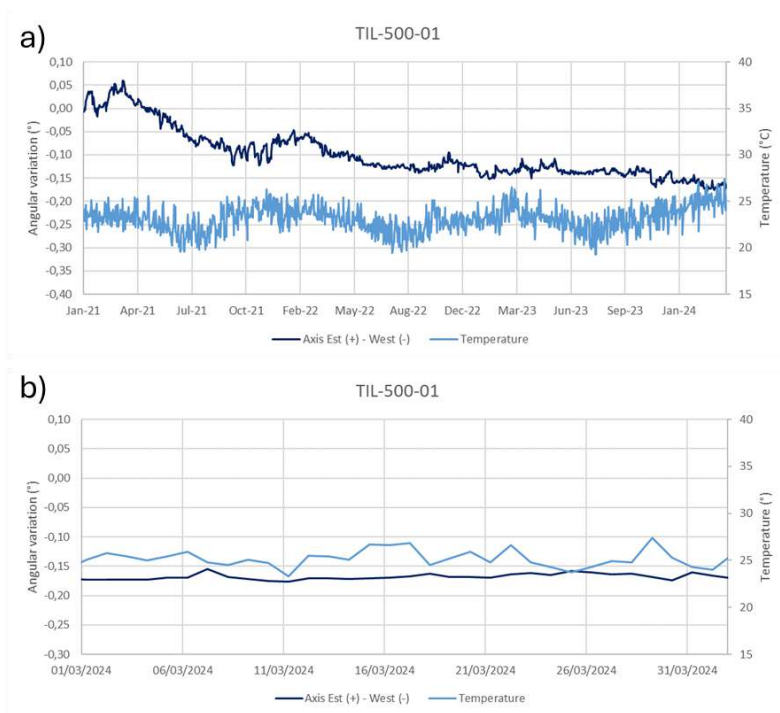 a)
TIL-500-01
0,10
0,05
0,00
-0,05
-0,10
-0,15
-0,20
-0,25
-0,30
-0,35
-0,40
Angular variation (°)
40
35
30
25
20
15
Temperature (°C)
Jan-21 Apr-21 Jul-21 Oct-21 Feb-22 May-22 Aug-22 Dec-22 Mar-23 Jun-23 Sep-23 Jan-24
Axis Est (+) - West (-) Temperature
b)
TIL-500-01
0,10
0,05
0,00
-0,05
-0,10
-0,15
-0,20
-0,25
-0,30
Angular variation (°)
40
35
30
25
20
15
Temperature (°C)
01/03/2024 06/03/2024 11/03/2024 16/03/2024 21/03/2024 26/03/2024 31/03/2024
Axis Est (+) - West (-) Temperature